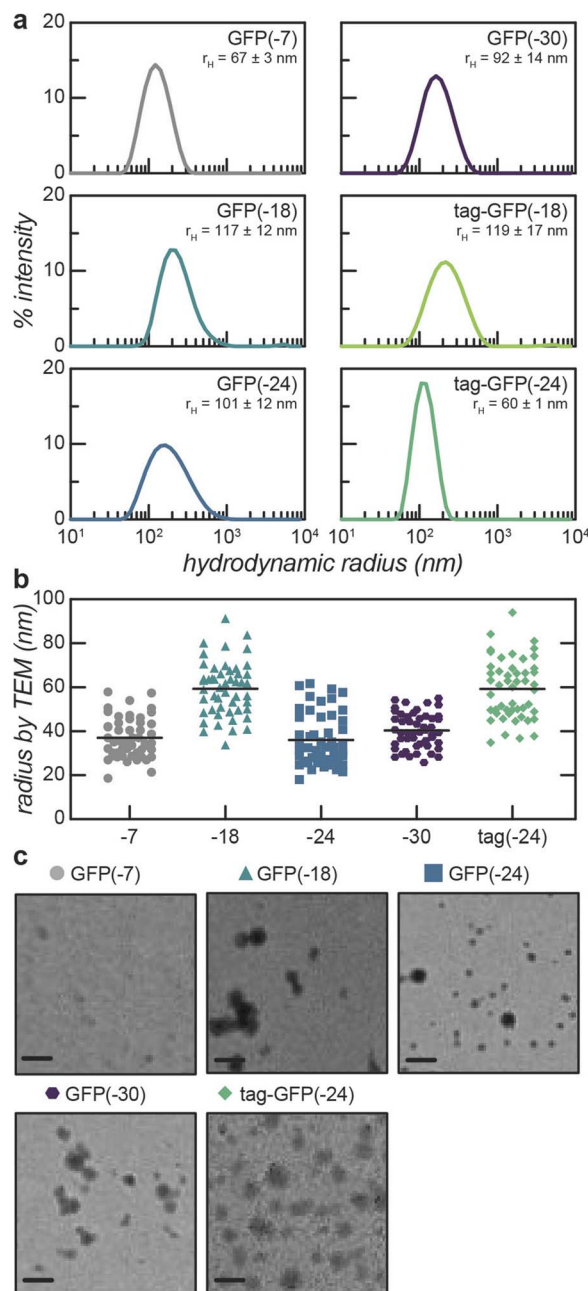 a
20
10
0
% intensity
GFP(-7)
rH = 67 ± 3 nm
GFP(-30)
rH = 92 ± 14 nm
20
10
0
GFP(-18)
rH = 117 ± 12 nm
tag-GFP(-18)
rH = 119 ± 17 nm
20
10
0
GFP(-24)
rH = 101 ± 12 nm
tag-GFP(-24)
rH = 60 ± 1 nm
10¹ 10² 10³ 10⁴ 10¹ 10² 10³ 10⁴
hydrodynamic radius (nm)
b
radius by TEM (nm)
100
80
60
40
20
0
-7 -18 -24 -30 tag(-24)
c
GFP(-7) GFP(-18) GFP(-24)
GFP(-30) tag-GFP(-24)